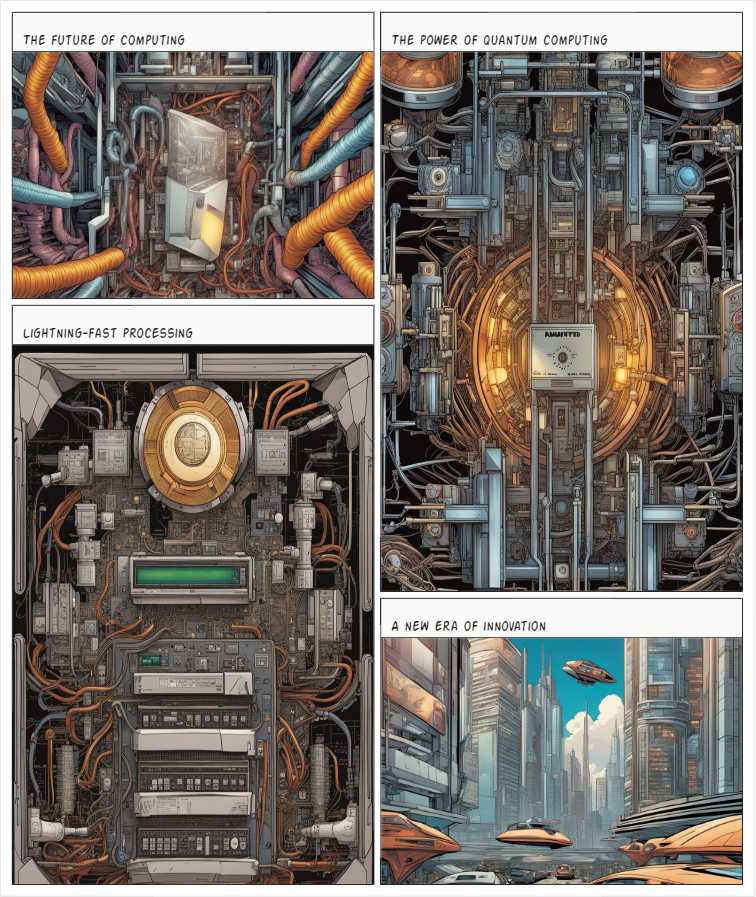 THE FUTURE OF COMPUTING
THE POWER OF QUANTUM COMPUTING
LIGHTNING-FAST PROCESSING
A NEW ERA OF INNOVATION